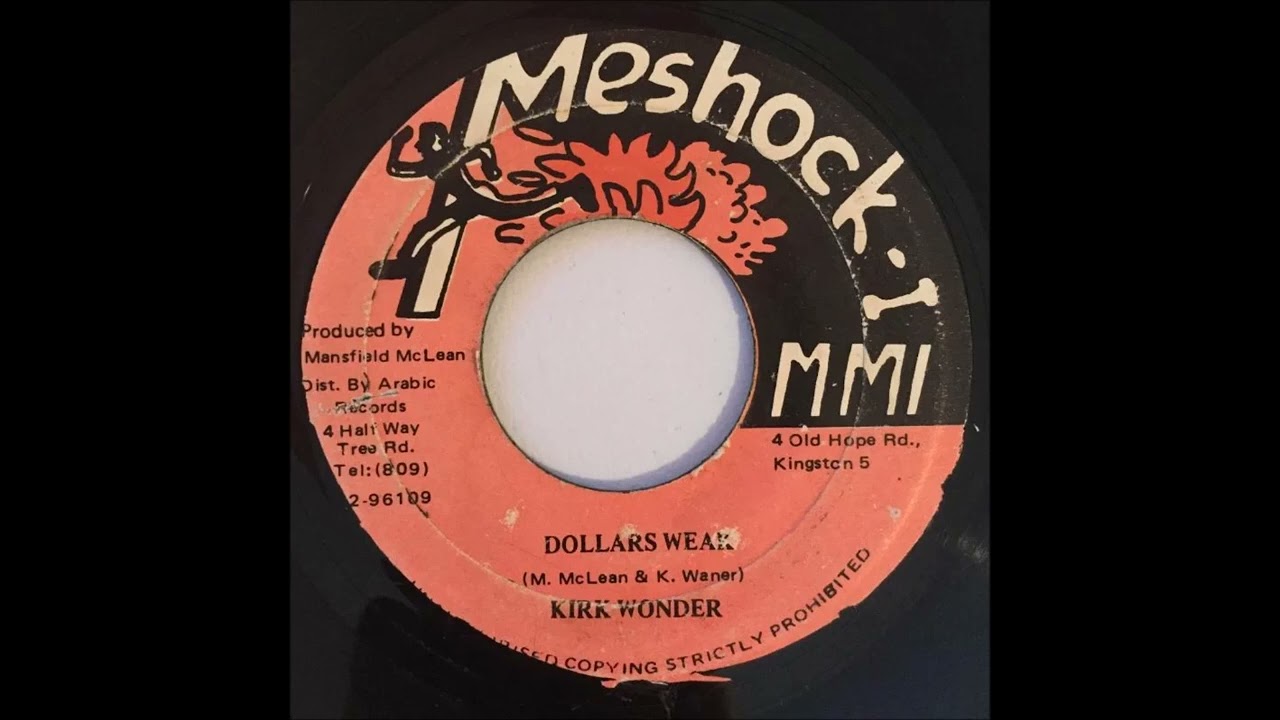 Meshock-1
MMI
Produced by
Mansfield McLean
Dist. By Arabic
Records
4 Half Way
Tree Rd.
Tel: (809)
2-96109
4 Old Hope Rd.,
Kingston 5
DOLLARS WEAK
(M. McLean & K. Waner)
KIRK WONDER
COPYING STRICTLY PROHIBITED